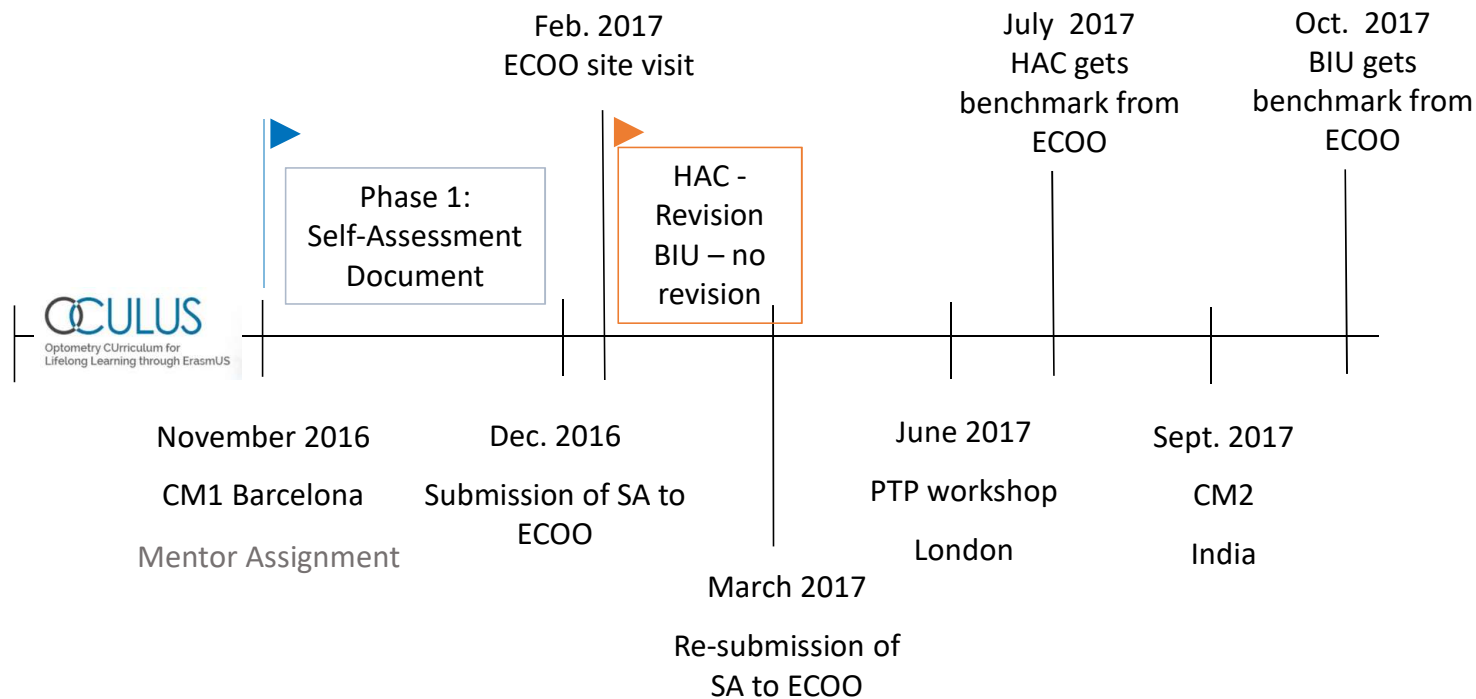 Feb. 2017
ECOO site visit
July 2017
HAC gets
benchmark from
ECOO
Oct. 2017
BIU gets
benchmark from
ECOO
Phase 1:
Self-Assessment
Document
HAC -
Revision
BIU – no
revision
OCULUS
Optometry CUrriculum for
Lifelong Learning through ErasmUS
November 2016
CM1 Barcelona
Mentor Assignment
Dec. 2016
Submission of SA to
ECOO
March 2017
Re-submission of
SA to ECOO
June 2017
PTP workshop
London
Sept. 2017
CM2
India